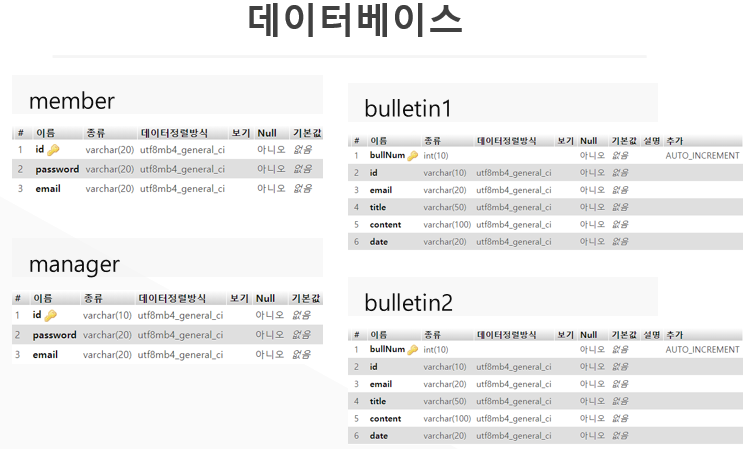 데이터베이스
member
# 이름 종류 데이터정렬방식 보기 Null 기본값
1 id varchar(20) utf8mb4_general_ci 아니오 없음
2 password varchar(20) utf8mb4_general_ci 아니오 없음
3 email varchar(20) utf8mb4_general_ci 아니오 없음
manager
# 이름 종류 데이터정렬방식 보기 Null 기본값
1 id varchar(10) utf8mb4_general_ci 아니오 없음
2 password varchar(20) utf8mb4_general_ci 아니오 없음
3 email varchar(20) utf8mb4_general_ci 아니오 없음
bulletin1
# 이름 종류 데이터정렬방식 보기 Null 기본값 설명 추가
1 bullNum int(10) 아니오 없음 AUTO_INCREMENT
2 id varchar(10) utf8mb4_general_ci 아니오 없음
3 email varchar(20) utf8mb4_general_ci 아니오 없음
4 title varchar(50) utf8mb4_general_ci 아니오 없음
5 content varchar(100) utf8mb4_general_ci 아니오 없음
6 date varchar(20) utf8mb4_general_ci 아니오 없음
bulletin2
# 이름 종류 데이터정렬방식 보기 Null 기본값 설명 추가
1 bullNum int(10) 아니오 없음 AUTO_INCREMENT
2 id varchar(10) utf8mb4_general_ci 아니오 없음
3 email varchar(20) utf8mb4_general_ci 아니오 없음
4 title varchar(50) utf8mb4_general_ci 아니오 없음
5 content varchar(100) utf8mb4_general_ci 아니오 없음
6 date varchar(20) utf8mb4_general_ci 아니오 없음